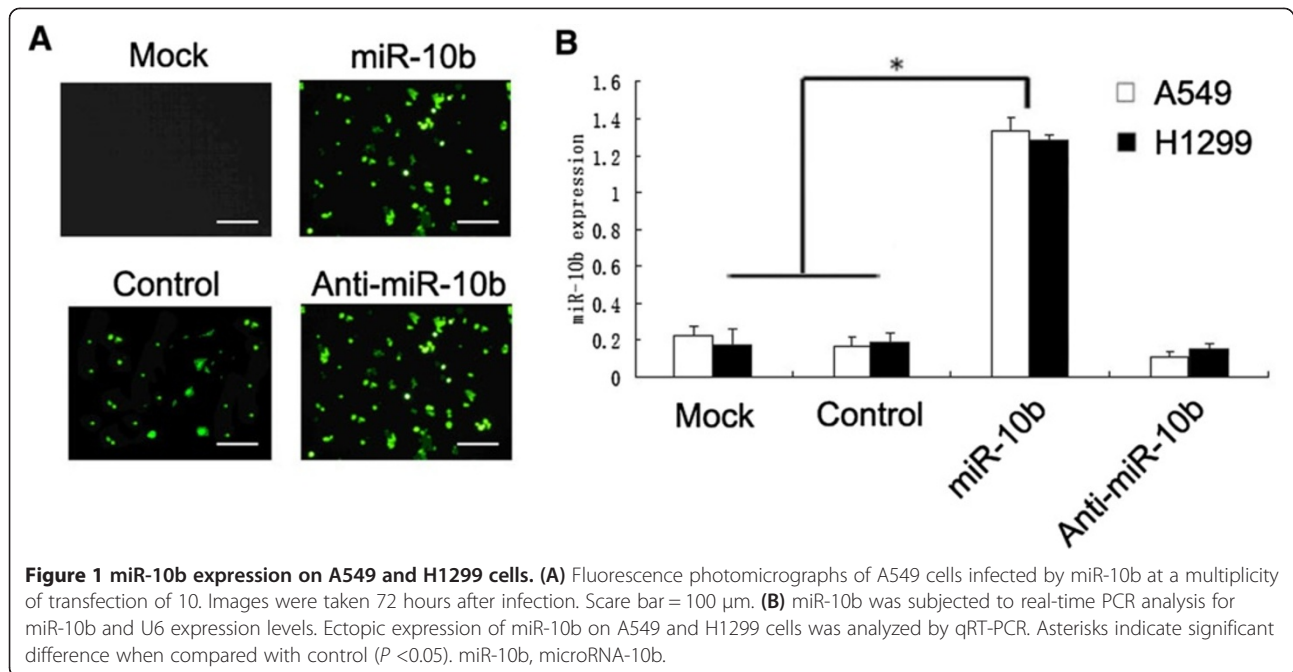 A
Mock
miR-10b
Control
Anti-miR-10b
B
*
A549
H1299
miR-10b expression
1.6
1.4
1.2
1
0.8
0.6
0.4
0.2
0
Mock
Control
miR-10b
Anti-miR-10b
Figure 1 miR-10b expression on A549 and H1299 cells. (A) Fluorescence photomicrographs of A549 cells infected by miR-10b at a multiplicity
of transfection of 10. Images were taken 72 hours after infection. Scare bar = 100 μm. (B) miR-10b was subjected to real-time PCR analysis for
miR-10b and U6 expression levels. Ectopic expression of miR-10b on A549 and H1299 cells was analyzed by qRT-PCR. Asterisks indicate significant
difference when compared with control (P <0.05). miR-10b, microRNA-10b.